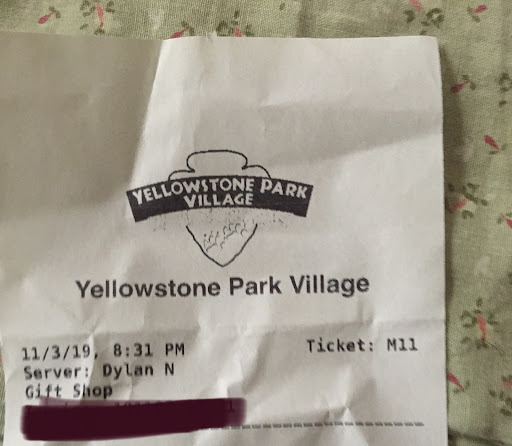 YELLOWSTONE PARK
VILLAGE
Yellowstone Park Village
11/3/19, 8:31 PM Ticket: M11
Server: Dylan N
Gift Shop